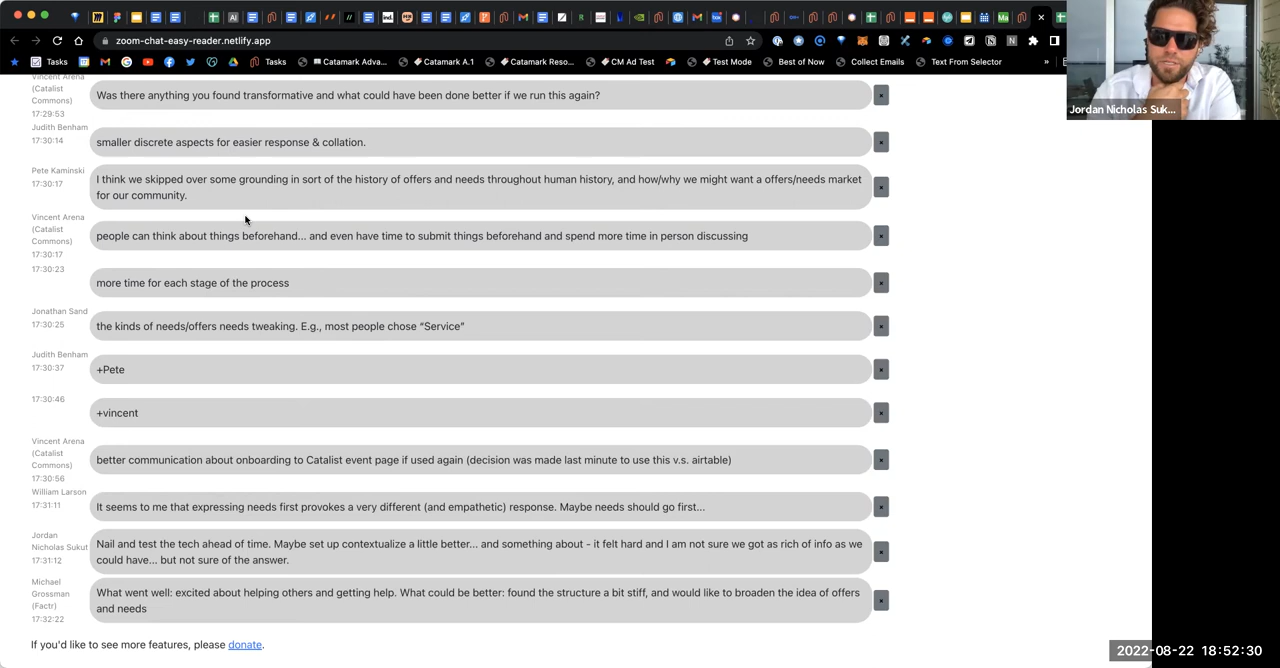 zoom-chat-easy-reader.netlify.app
Tasks
Tasks
Catamark Adva...
Catamark A.1
Catamark Reso...
CM Ad Test
Test Mode
Best of Now
Collect Emails
Text From Selector
»
Jordan Nicholas Suk...
Vincent Arena
(Catalist
Commons)
17:29:53
Was there anything you found transformative and what could have been done better if we run this again?
Judith Benham
17:30:14
smaller discrete aspects for easier response & collation.
Pete Kaminski
17:30:17
I think we skipped over some grounding in sort of the history of offers and needs throughout human history, and how/why we might want a offers/needs market
for our community.
Vincent Arena
(Catalist
Commons)
17:30:17
people can think about things beforehand... and even have time to submit things beforehand and spend more time in person discussing
17:30:23
more time for each stage of the process
Jonathan Sand
17:30:25
the kinds of needs/offers needs tweaking. E.g., most people chose “Service”
Judith Benham
17:30:37
+Pete
17:30:46
+vincent
Vincent Arena
(Catalist
Commons)
17:30:56
better communication about onboarding to Catalist event page if used again (decision was made last minute to use this v.s. airtable)
William Larson
17:31:11
It seems to me that expressing needs first provokes a very different (and empathetic) response. Maybe needs should go first...
Jordan
Nicholas Sukut
17:31:12
Nail and test the tech ahead of time. Maybe set up contextualize a little better... and something about - it felt hard and I am not sure we got as rich of info as we
could have... but not sure of the answer.
Michael
Grossman
(Factr)
17:32:22
What went well: excited about helping others and getting help. What could be better: found the structure a bit stiff, and would like to broaden the idea of offers
and needs
If you'd like to see more features, please donate.
2022-08-22 18:52:30